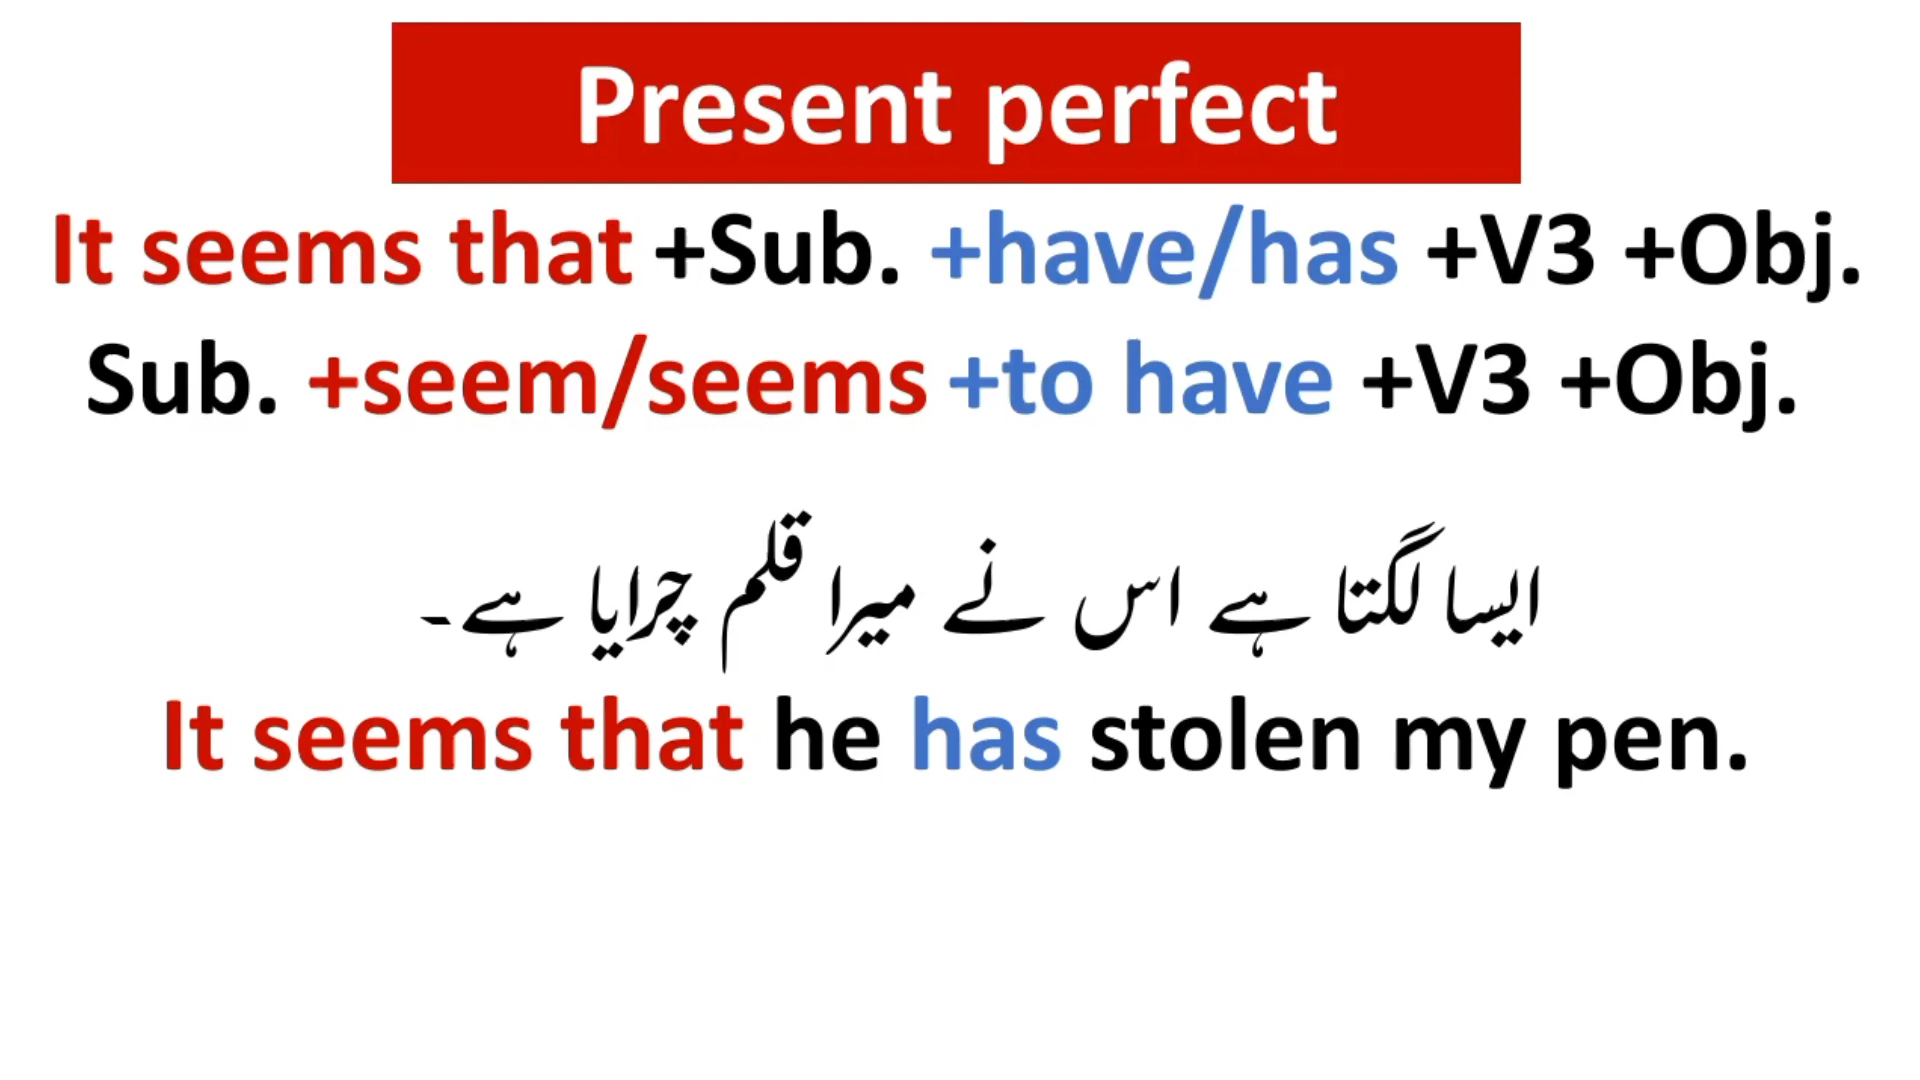 Present perfect
It seems that +Sub. +have/has +V3 +Obj.
Sub. +seem/seems +to have +V3 +Obj.
ایسا لگتا ہے اس نے میرا قلم چرایا ہے۔
It seems that he has stolen my pen.